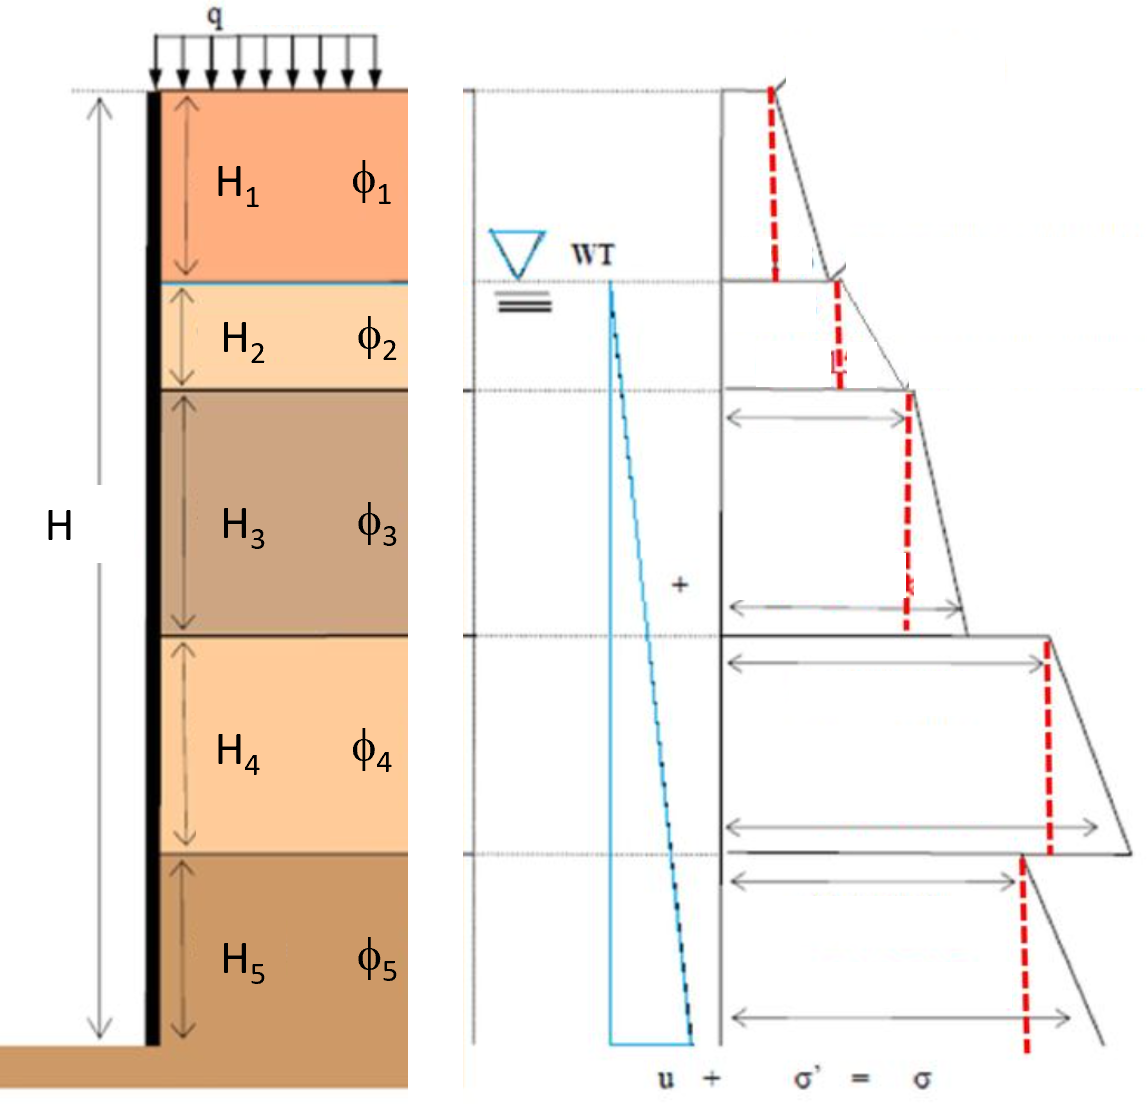 q
H₁ ϕ₁
WT
H₂ ϕ₂
H H₃ ϕ₃
+
H₄ ϕ₄
H₅ ϕ₅
u + σ' = σ